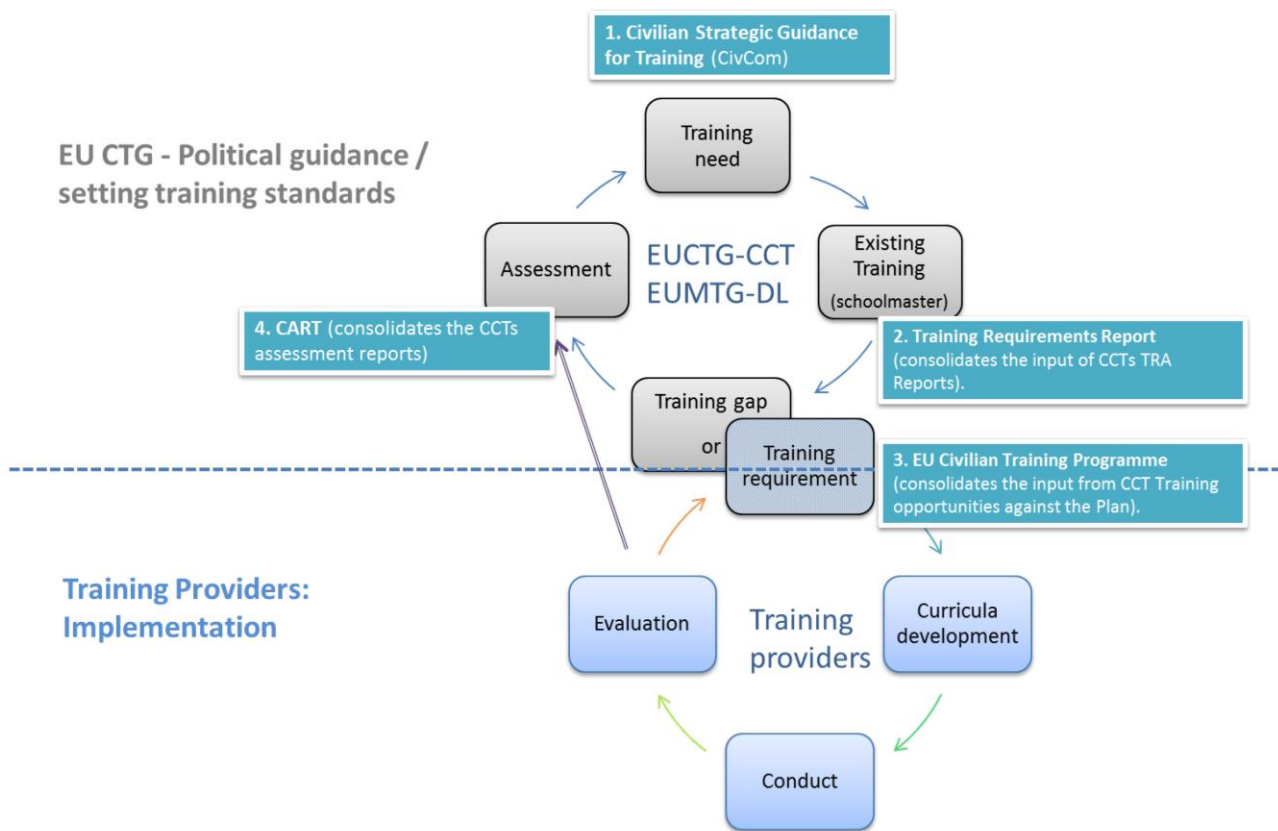 1. Civilian Strategic Guidance
for Training (CivCom)
Training
need
EU CTG - Political guidance /
setting training standards
Assessment
EUCTG-CCT
EUMTG-DL
Existing
Training
(schoolmaster)
4. CART (consolidates the CCTs
assessment reports)
2. Training Requirements Report
(consolidates the input of CCTs TRA
Reports).
Training gap
or
Training
requirement
3. EU Civilian Training Programme
(consolidates the input from CCT Training
opportunities against the Plan).
Training Providers:
Implementation
Evaluation
Training
providers
Curricula
development
Conduct